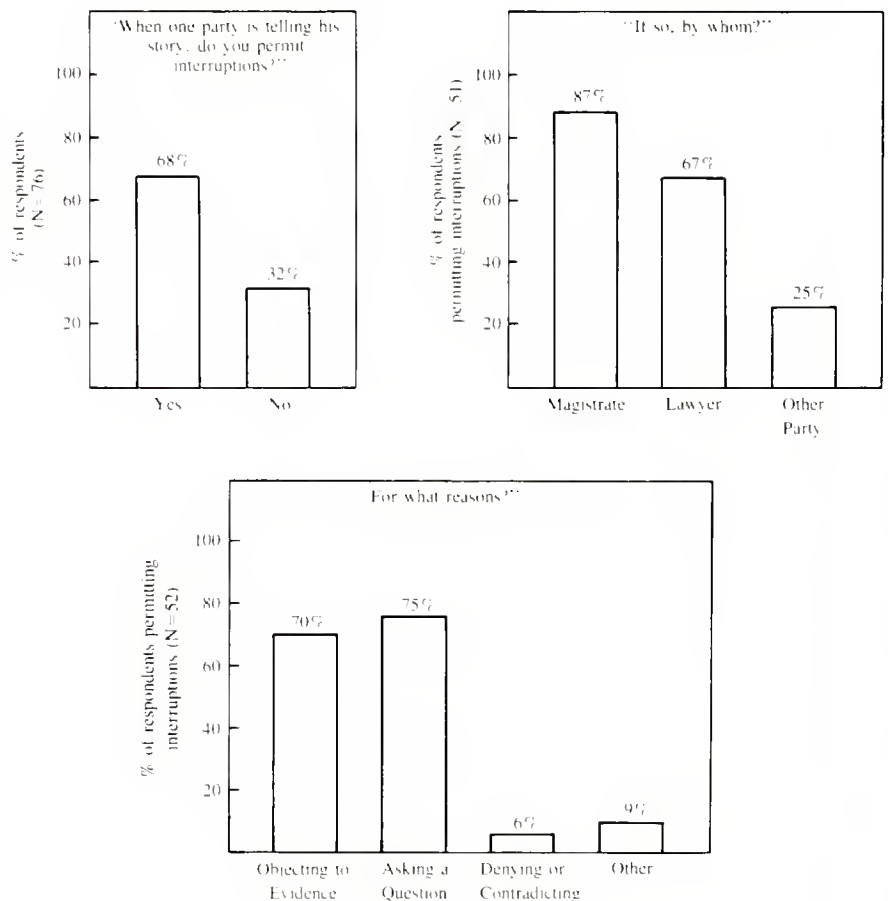 "When one party is telling his
story, do you permit
interruptions?"
100
80
60
40
20
% of respondents
(N=76)
68%
32%
Yes
No
"If so, by whom?"
100
80
60
40
20
% of respondents
permitting interruptions (N 51)
87%
67%
25%
Magistrate
Lawyer
Other
Party
For what reasons?"
100
80
60
40
20
% of respondents permitting
interruptions (N=52)
70%
75%
6%
9%
Objecting to
Evidence
Asking a
Question
Denying or
Contradicting
Other